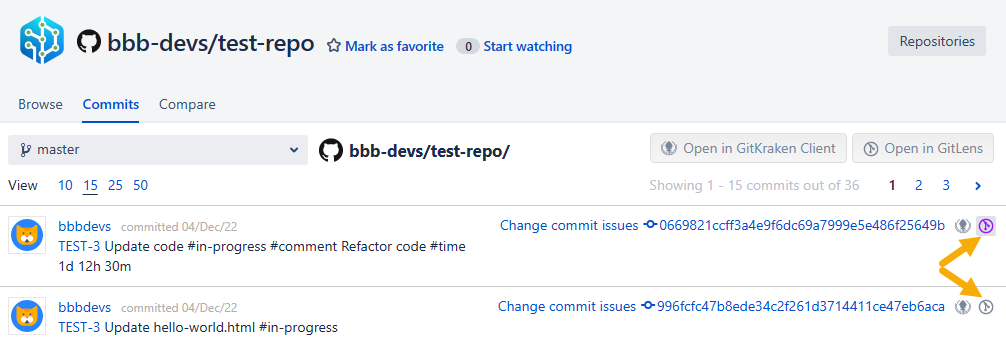 bbb-devs/test-repo Mark as favorite 0 Start watching Repositories
Browse Commits Compare
master bbb-devs/test-repo/ Open in GitKraken Client Open in GitLens
View 10 15 25 50 Showing 1 - 15 commits out of 36 1 2 3
bbbdevs committed 04/Dec/22 Change commit issues 0669821ccff3a4e9f6dc69a7999e5e486f25649b
TEST-3 Update code #in-progress #comment Refactor code #time
1d 12h 30m
bbbdevs committed 04/Dec/22 Change commit issues 996fcfc47b8ede34c2f261d3714411ce47eb6aca
TEST-3 Update hello-world.html #in-progress